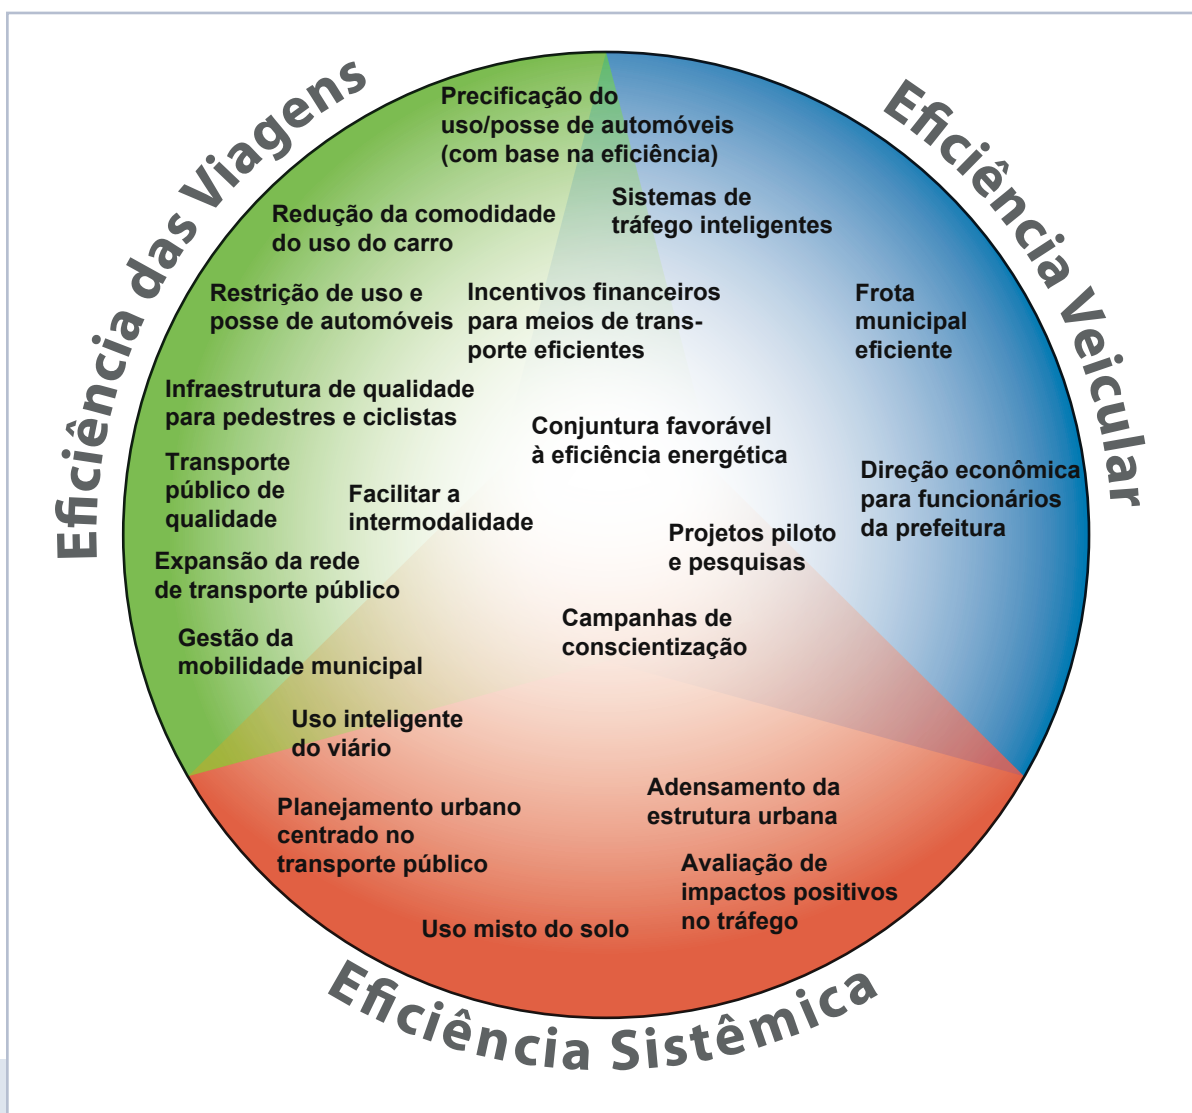 Eficiência das Viagens
Eficiência Veicular
Precificação do
uso/posse de automóveis
(com base na eficiência)
Sistemas de
tráfego inteligentes
Redução da comodidade
do uso do carro
Restrição de uso e
posse de automóveis
Incentivos financeiros
para meios de trans-
porte eficientes
Frota
municipal
eficiente
Infraestrutura de qualidade
para pedestres e ciclistas
Conjuntura favorável
à eficiência energética
Transporte
público de
qualidade
Facilitar a
intermodalidade
Direção econômica
para funcionários
da prefeitura
Projetos piloto
e pesquisas
Expansão da rede
de transporte público
Campanhas de
conscientização
Gestão da
mobilidade municipal
Uso inteligente
do viário
Planejamento urbano
centrado no
transporte público
Adensamento da
estrutura urbana
Avaliação de
impactos positivos
no tráfego
Uso misto do solo
Eficiência Sistêmica